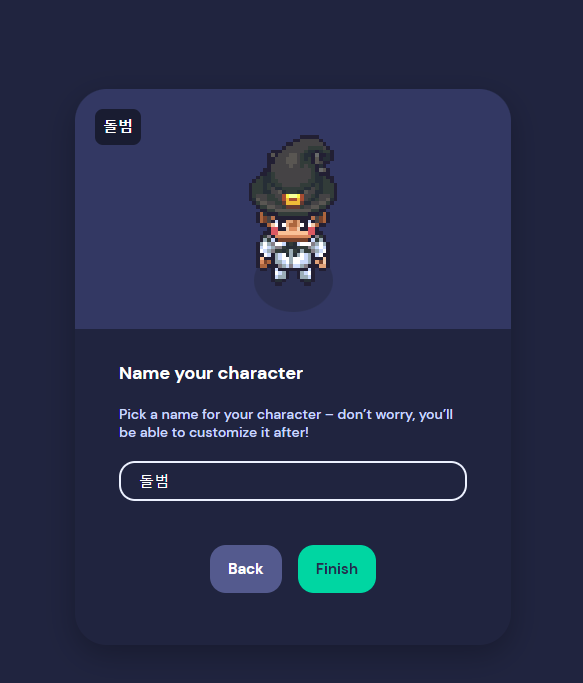 돌범
Name your character
Pick a name for your character – don’t worry, you’ll
be able to customize it after!
돌범
Back
Finish